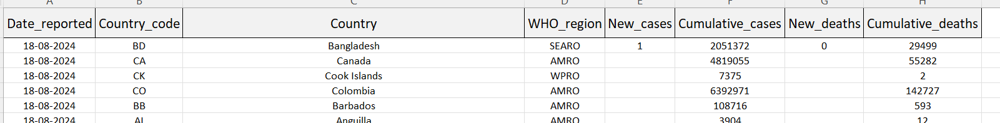 A B C D E F G H
Date_reported Country_code Country WHO_region New_cases Cumulative_cases New_deaths Cumulative_deaths
18-08-2024 BD Bangladesh SEARO 1 2051372 0 29499
18-08-2024 CA Canada AMRO 4819055 55282
18-08-2024 CK Cook Islands WPRO 7375 2
18-08-2024 CO Colombia AMRO 6392971 142727
18-08-2024 BB Barbados AMRO 108716 593
18-08-2024 AI Anguilla AMRO 3904 12